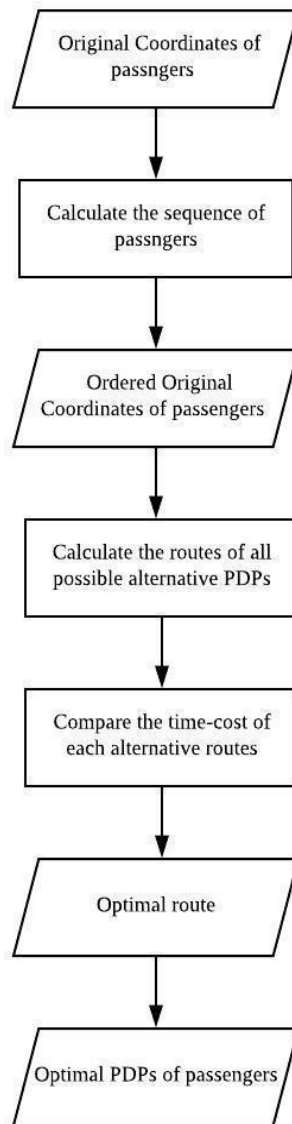 Original Coordinates of
passngers
Calculate the sequence of
passngers
Ordered Original
Coordinates of passengers
Calculate the routes of all
possible alternative PDPs
Compare the time-cost of
each alternative routes
Optimal route
Optimal PDPs of passengers